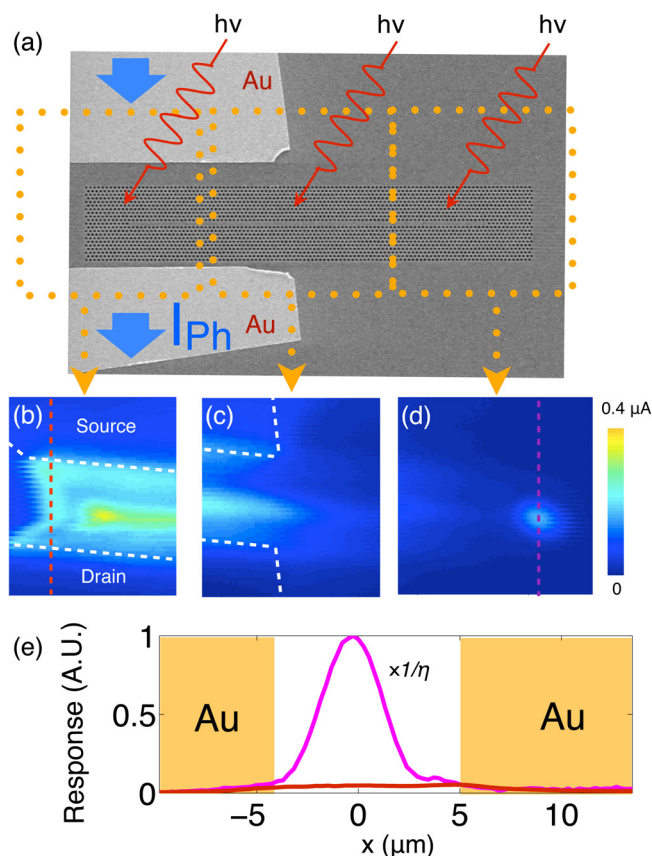 hν hν hν
(a)
Au
I Ph
Au
(b) (c) (d)
0.4 μA
Source
Drain
0
(e)
Response (A.U.)
1
0.5
0
×1/η
Au Au
−5 0 5 10
x (μm)